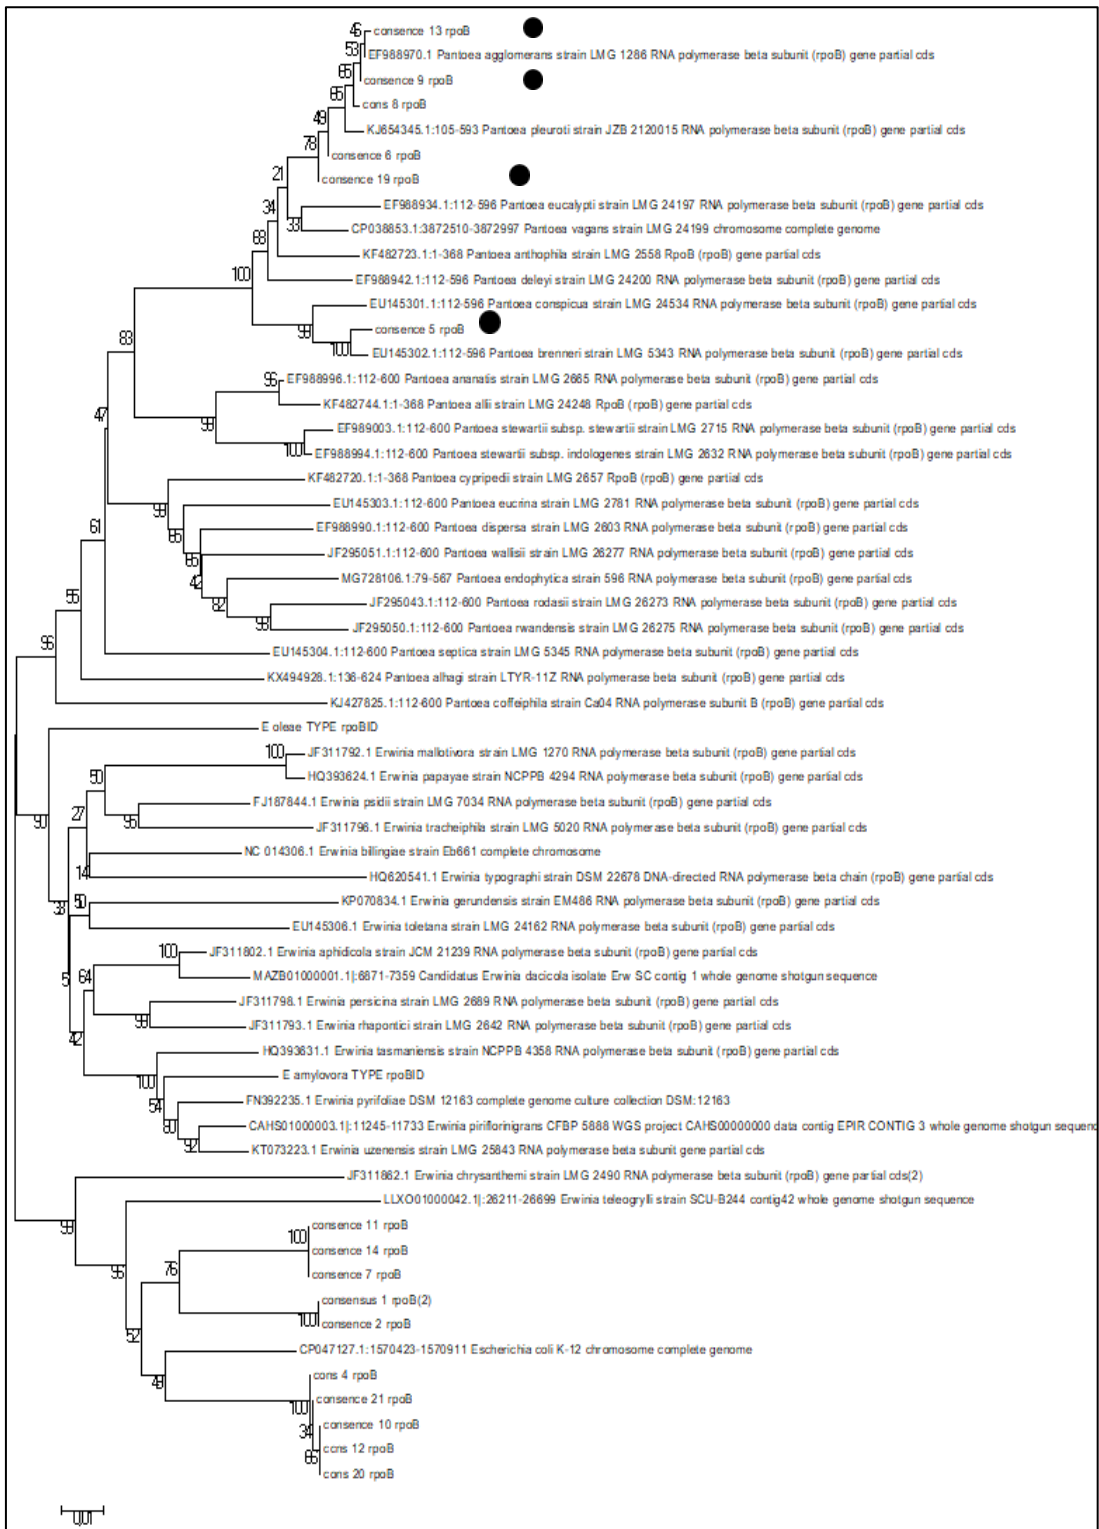 46
consence 13 rpoB
53
EF988970.1 Pantoea agglomerans strain LMG 1286 RNA polymerase beta subunit (rpoB) gene partial cds
65
consence 9 rpoB
65
cons 8 rpoB
49
KJ654345.1:105-593 Pantoea pleuroti strain JZB 2120015 RNA polymerase beta subunit (rpoB) gene partial cds
78
consence 6 rpoB
21
consence 19 rpoB
34
EF988934.1:112-596 Pantoea eucalypti strain LMG 24197 RNA polymerase beta subunit (rpoB) gene partial cds
33
CP038853.1:3872510-3872997 Pantoea vagans strain LMG 24199 chromosome complete genome
68
KF482723.1:1-368 Pantoea anthophila strain LMG 2558 RpoB (rpoB) gene partial cds
100
EF988942.1:112-596 Pantoea deleyi strain LMG 24200 RNA polymerase beta subunit (rpoB) gene partial cds
EU145301.1:112-596 Pantoea conspicua strain LMG 24534 RNA polymerase beta subunit (rpoB) gene partial cds
99
consence 5 rpoB
83
100
EU145302.1:112-596 Pantoea brenneri strain LMG 5343 RNA polymerase beta subunit (rpoB) gene partial cds
96
EF988996.1:112-600 Pantoea ananatis strain LMG 2665 RNA polymerase beta subunit (rpoB) gene partial cds
KF482744.1:1-368 Pantoea allii strain LMG 24248 RpoB (rpoB) gene partial cds
47
99
EF989003.1:112-600 Pantoea stewartii subsp. stewartii strain LMG 2715 RNA polymerase beta subunit (rpoB) gene partial cds
100
EF988994.1:112-600 Pantoea stewartii subsp. indologenes strain LMG 2632 RNA polymerase beta subunit (rpoB) gene partial cds
KF482720.1:1-368 Pantoea cypripedii strain LMG 2657 RpoB (rpoB) gene partial cds
99
EU145303.1:112-600 Pantoea eucrina strain LMG 2781 RNA polymerase beta subunit (rpoB) gene partial cds
61
65
EF988990.1:112-600 Pantoea dispersa strain LMG 2603 RNA polymerase beta subunit (rpoB) gene partial cds
65
JF295051.1:112-600 Pantoea wallisii strain LMG 26277 RNA polymerase beta subunit (rpoB) gene partial cds
42
MG728106.1:79-567 Pantoea endophytica strain 596 RNA polymerase beta subunit (rpoB) gene partial cds
82
JF295043.1:112-600 Pantoea rodasii strain LMG 26273 RNA polymerase beta subunit (rpoB) gene partial cds
55
98
JF295050.1:112-600 Pantoea rwandensis strain LMG 26275 RNA polymerase beta subunit (rpoB) gene partial cds
96
EU145304.1:112-600 Pantoea septica strain LMG 5345 RNA polymerase beta subunit (rpoB) gene partial cds
KX494928.1:136-624 Pantoea alhagi strain LTYR-11Z RNA polymerase beta subunit (rpoB) gene partial cds
KJ427825.1:112-600 Pantoea coffeiphila strain Ca04 RNA polymerase subunit B (rpoB) gene partial cds
E oleae TYPE rpoBID
100
JF311792.1 Erwinia mallotivora strain LMG 1270 RNA polymerase beta subunit (rpoB) gene partial cds
50
HQ393624.1 Erwinia papayae strain NCPPB 4294 RNA polymerase beta subunit (rpoB) gene partial cds
FJ187844.1 Erwinia psidii strain LMG 7034 RNA polymerase beta subunit (rpoB) gene partial cds
90
27
96
JF311796.1 Erwinia tracheiphila strain LMG 5020 RNA polymerase beta subunit (rpoB) gene partial cds
NC 014306.1 Erwinia billingiae strain Eb661 complete chromosome
14
HQ620541.1 Erwinia typographi strain DSM 22678 DNA-directed RNA polymerase beta chain (rpoB) gene partial cds
38
50
KP070834.1 Erwinia gerundensis strain EM486 RNA polymerase beta subunit (rpoB) gene partial cds
EU145306.1 Erwinia toletana strain LMG 24162 RNA polymerase beta subunit (rpoB) gene partial cds
100
JF311802.1 Erwinia aphidicola strain JCM 21239 RNA polymerase beta subunit (rpoB) gene partial cds
5
64
MAZB01000001.1|:6871-7359 Candidatus Erwinia dacicola isolate Erw SC contig 1 whole genome shotgun sequence
JF311798.1 Erwinia persicina strain LMG 2689 RNA polymerase beta subunit (rpoB) gene partial cds
99
JF311793.1 Erwinia rhapontici strain LMG 2642 RNA polymerase beta subunit (rpoB) gene partial cds
42
HQ393631.1 Erwinia tasmaniensis strain NCPPB 4358 RNA polymerase beta subunit (rpoB) gene partial cds
100
E amylovora TYPE rpoBID
54
FN392235.1 Erwinia pyrifoliae DSM 12163 complete genome culture collection DSM:12163
80
CAHS01000003.1|:11245-11733 Erwinia piriflorinigrans CFBP 5888 WGS project CAHS00000000 data contig EPIR CONTIG 3 whole genome shotgun sequenc
92
KT073223.1 Erwinia uzenensis strain LMG 25843 RNA polymerase beta subunit gene partial cds
JF311862.1 Erwinia chrysanthemi strain LMG 2490 RNA polymerase beta subunit (rpoB) gene partial cds(2)
LLXO01000042.1|:26211-26699 Erwinia teleogrylli strain SCU-B244 contig42 whole genome shotgun sequence
99
consence 11 rpoB
100
consence 14 rpoB
96
76
consence 7 rpoB
consensus 1 rpoB(2)
100
consence 2 rpoB
52
CP047127.1:1570423-1570911 Escherichia coli K-12 chromosome complete genome
cons 4 rpoB
100
consence 21 rpoB
34
consence 10 rpoB
cons 12 rpoB
66
cons 20 rpoB
0,01